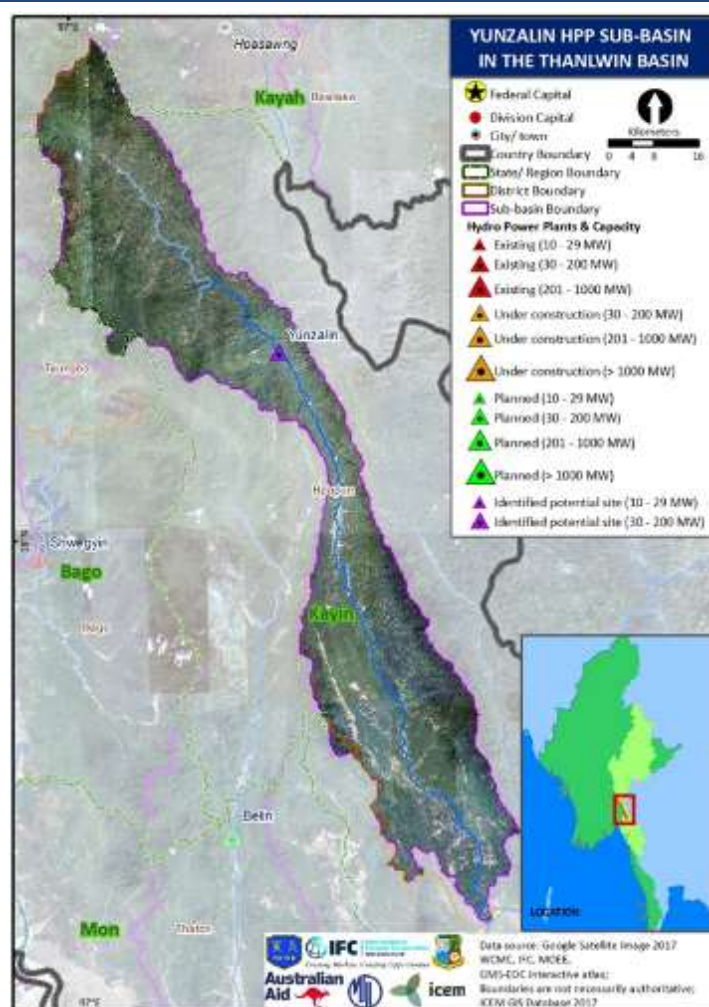 YUNZALIN HPP SUB-BASIN
IN THE THANLWIN BASIN
Federal Capital
Division Capital
City/ town
Country Boundary
State/ Region Boundary
District Boundary
Sub-basin Boundary
Kilometers
0 4 8 16
Hydro Power Plants & Capacity
Existing (10 - 29 MW)
Existing (30 - 200 MW)
Existing (201 - 1000 MW)
Under construction (30 - 200 MW)
Under construction (201 - 1000 MW)
Under construction (> 1000 MW)
Planned (10 - 29 MW)
Planned (30 - 200 MW)
Planned (201 - 1000 MW)
Planned (> 1000 MW)
Identified potential site (10 - 29 MW)
Identified potential site (30 - 200 MW)
97°E
Hpasawng
Kayah
Yunzalin
Shwegyin
18°N
Bago
Kayin
Belin
Mon
Thaton
97°E
LOCATION
IFC
Australian
Aid
icem
Data source: Google Satellite Image 2017
WCMC, IFC, MOEE,
GMS-EOC Interactive atlas;
Boundaries are not necessarily authoritative;
ICEM GIS Database 2017